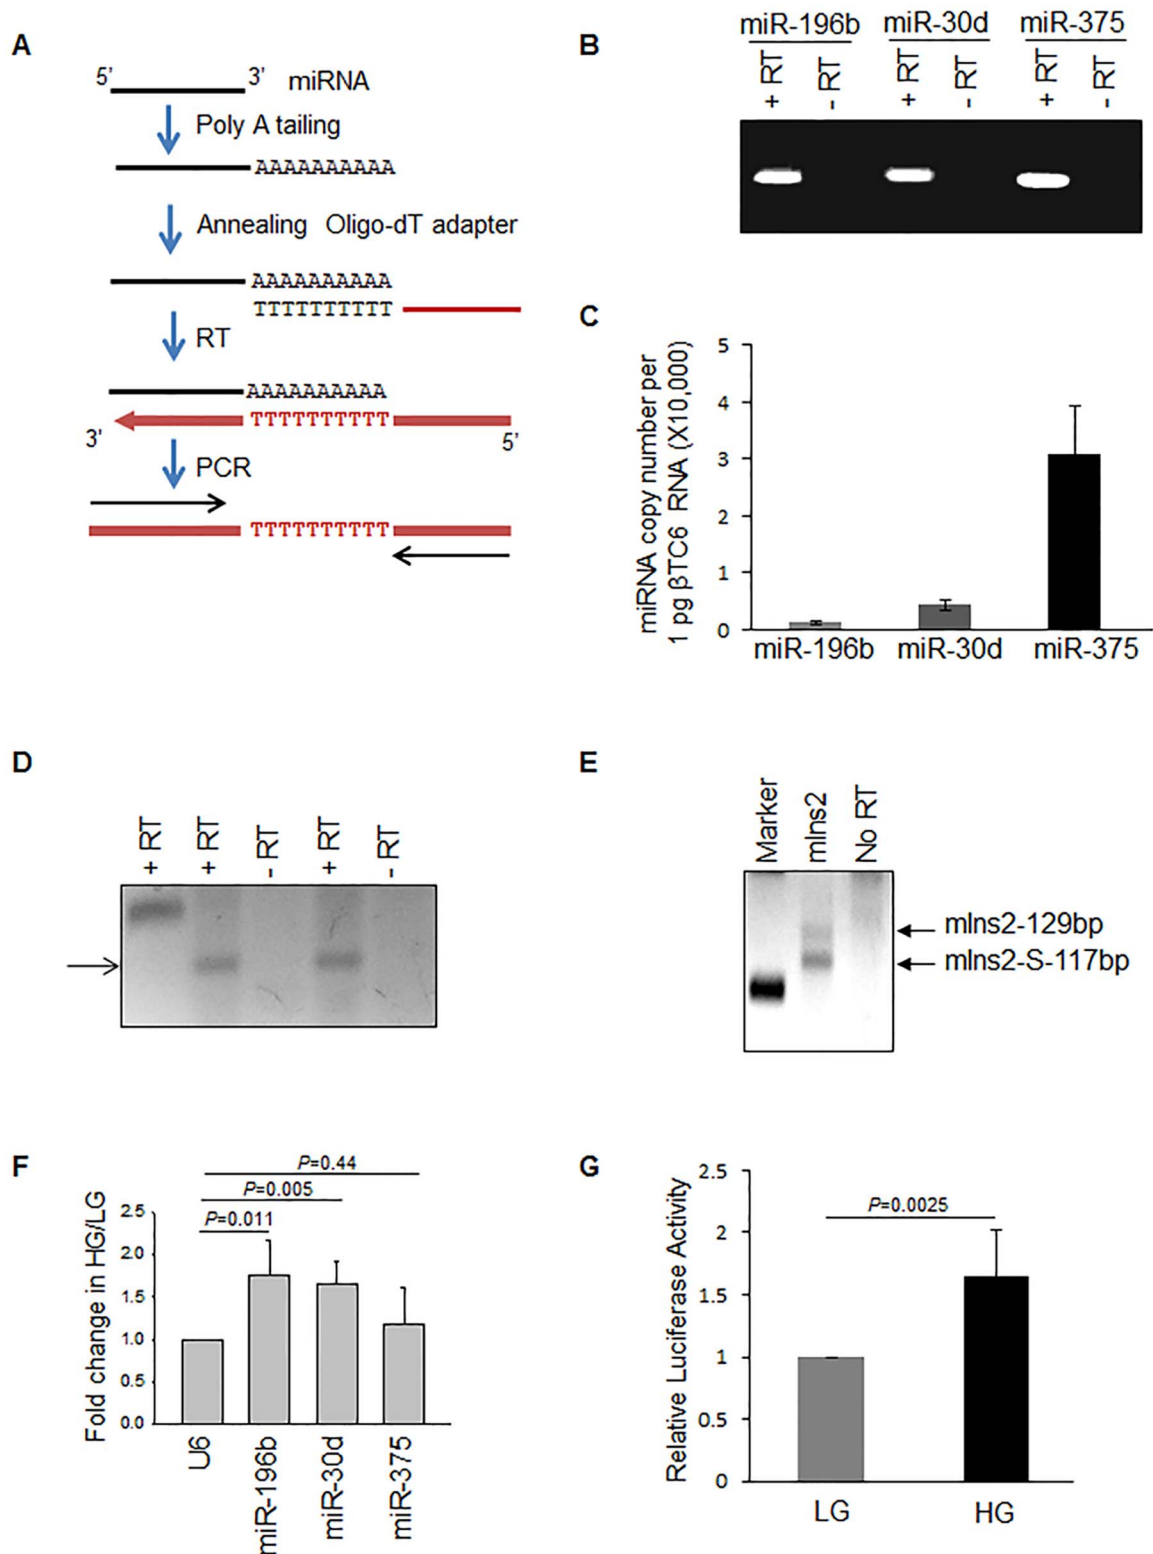 A
5' 3' miRNA
Poly A tailing
AAAAAAAAAA
Annealing Oligo-dT adapter
AAAAAAAAAA
TTTTTTTTTT
RT
AAAAAAAAAA
TTTTTTTTTT
3' 5'
PCR
TTTTTTTTTT
B
miR-196b miR-30d miR-375
+ RT - RT + RT - RT + RT - RT
C
miRNA copy number per
1 pg βTC6 RNA (X10,000)
5
4
3
2
1
0
miR-196b miR-30d miR-375
D
+ RT + RT - RT + RT - RT
E
Marker mIns2 No RT
mIns2-129bp
mIns2-S-117bp
F
Fold change in HG/LG
P=0.44
P=0.005
P=0.011
2.5
2.0
1.5
1.0
0.5
0.0
U6 miR-196b miR-30d miR-375
G
Relative Luciferase Activity
P=0.0025
2.5
2
1.5
1
0.5
0
LG HG